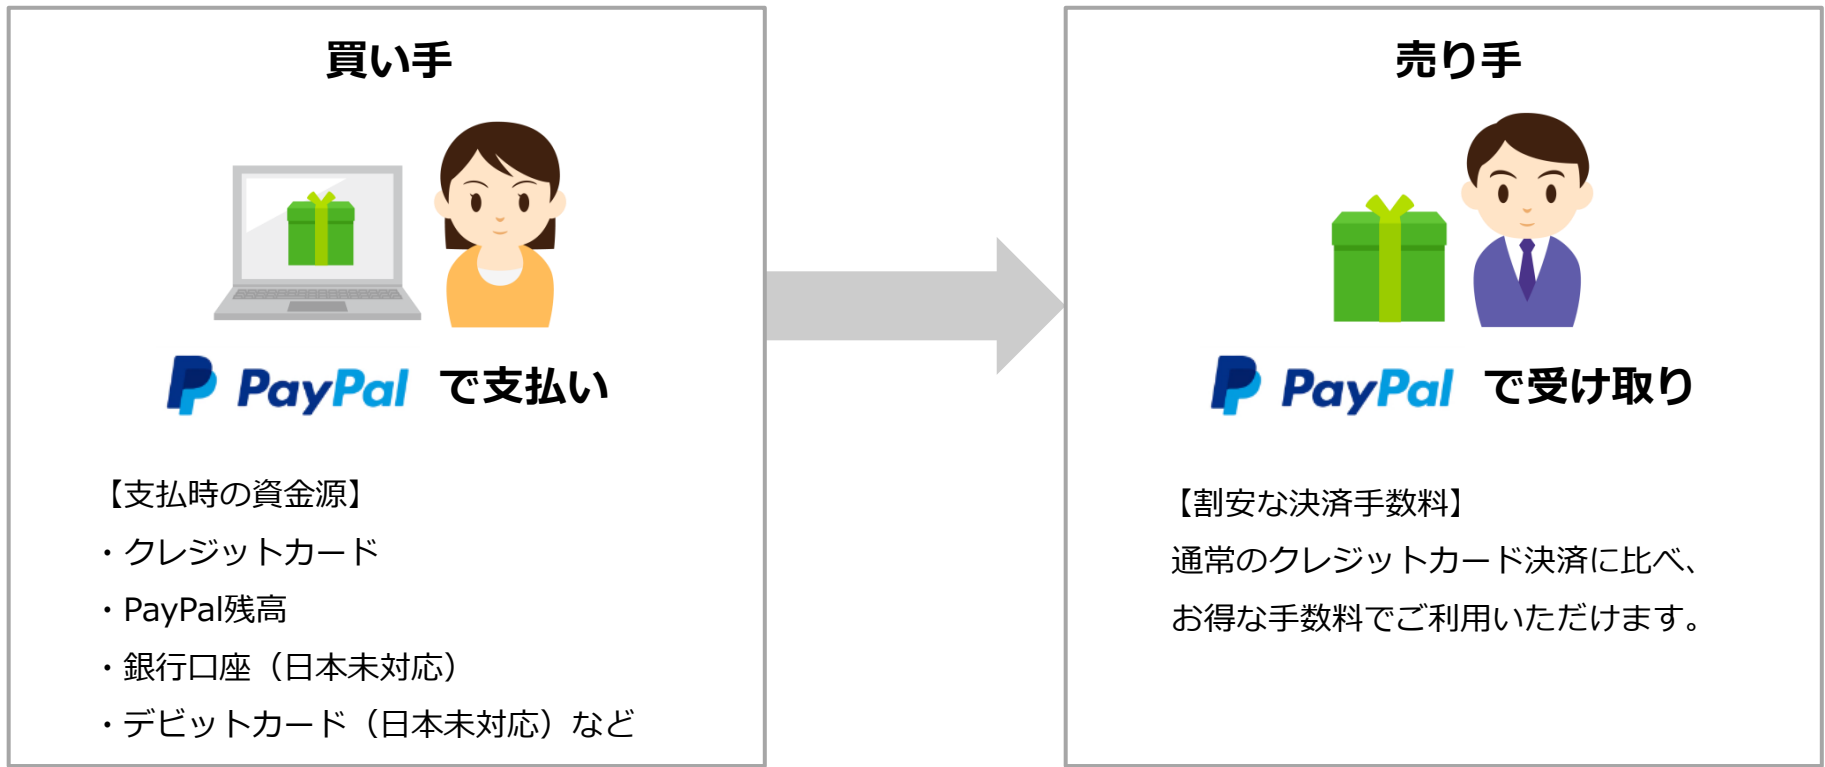 買い手
PayPal で支払い
【支払時の資金源】
・クレジットカード
・PayPal残高
・銀行口座（日本未対応）
・デビットカード（日本未対応）など
売り手
PayPal で受け取り
【割安な決済手数料】
通常のクレジットカード決済に比べ、
お得な手数料でご利用いただけます。